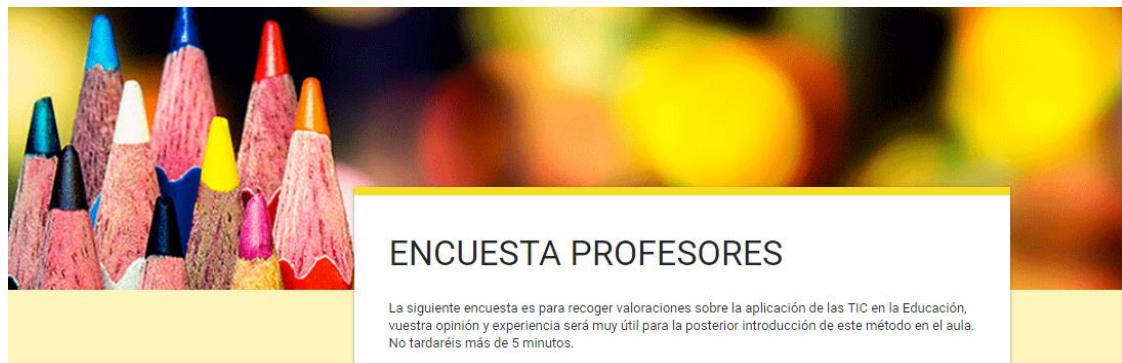 ENCUESTA PROFESORES
La siguiente encuesta es para recoger valoraciones sobre la aplicación de las TIC en la Educación,
vuestra opinión y experiencia será muy útil para la posterior introducción de este método en el aula.
No tardaréis más de 5 minutos.